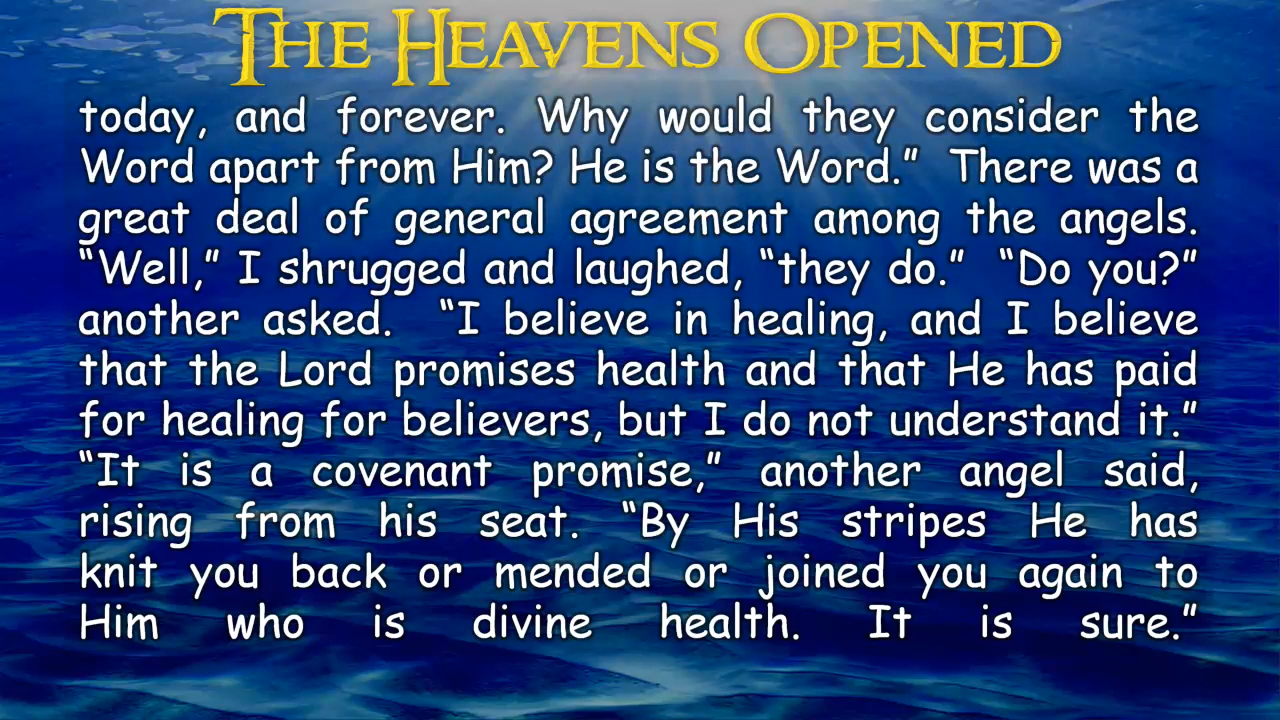 THE HEAVENS OPENED
today, and forever. Why would they consider the
Word apart from Him? He is the Word.”  There was a
great deal of general agreement among the angels.
“Well,” I shrugged and laughed, “they do.”  “Do you?”
another asked.  “I believe in healing, and I believe
that the Lord promises health and that He has paid
for healing for believers, but I do not understand it.”
“It is a covenant promise,” another angel said,
rising from his seat. “By His stripes He has
knit you back or mended or joined you again to
Him who is divine health. It is sure.”